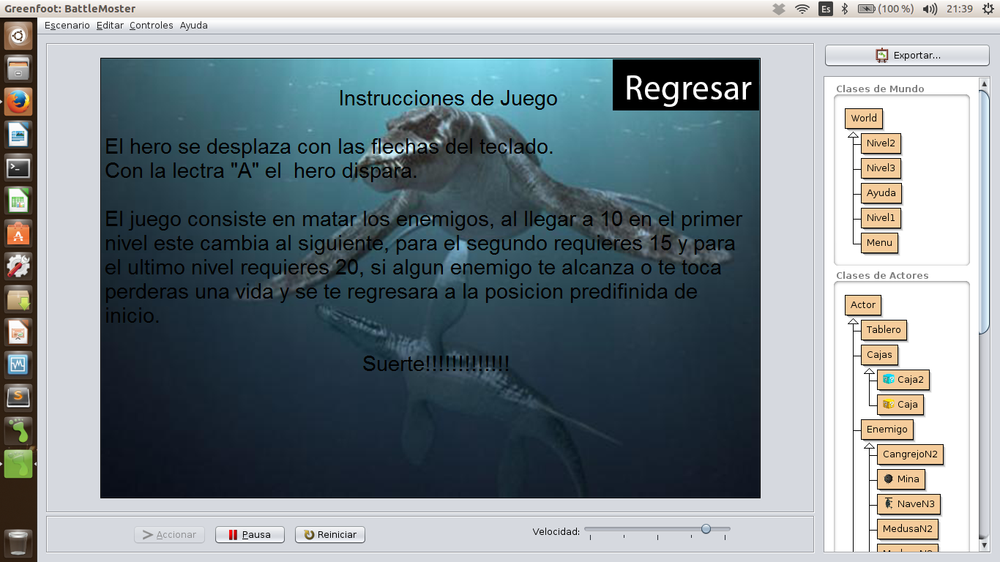 Greenfoot: BattleMoster
Es
(100 %)
21:39
Escenario Editar Controles Ayuda
Regresar
Instrucciones de Juego
El hero se desplaza con las flechas del teclado.
Con la lectra "A" el  hero dispara.
El juego consiste en matar los enemigos, al llegar a 10 en el primer
nivel este cambia al siguiente, para el segundo requieres 15 y para
el ultimo nivel requieres 20, si algun enemigo te alcanza o te toca
perderas una vida y se te regresara a la posicion predifinida de
inicio.
Suerte!!!!!!!!!!!!!
Accionar
Pausa
Reiniciar
Velocidad:
Exportar...
Clases de Mundo
World
Nivel2
Nivel3
Ayuda
Nivel1
Menu
Clases de Actores
Actor
Tablero
Cajas
Caja2
Caja
Enemigo
CangrejoN2
Mina
NaveN3
MedusaN2